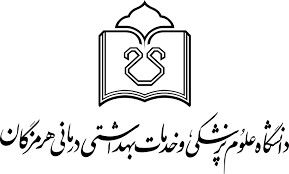 دانشگاه علوم پزشکی و خدمات بهداشتی درمانی هرمزگان